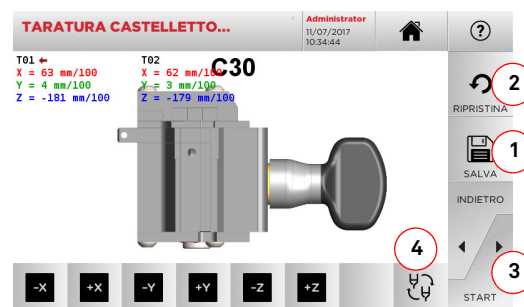 TARATURA CASTELLETTO...
Administrator
11/07/2017
10:34:44
?
T01
X = 63 mm/100
Y = 4 mm/100
Z = -181 mm/100
T02
X = 62 mm/100
Y = 3 mm/100
Z = -179 mm/100
C30
2
RIPRISTINA
1
SALVA
INDIETRO
4
3
START
-X
+X
-Y
+Y
-Z
+Z